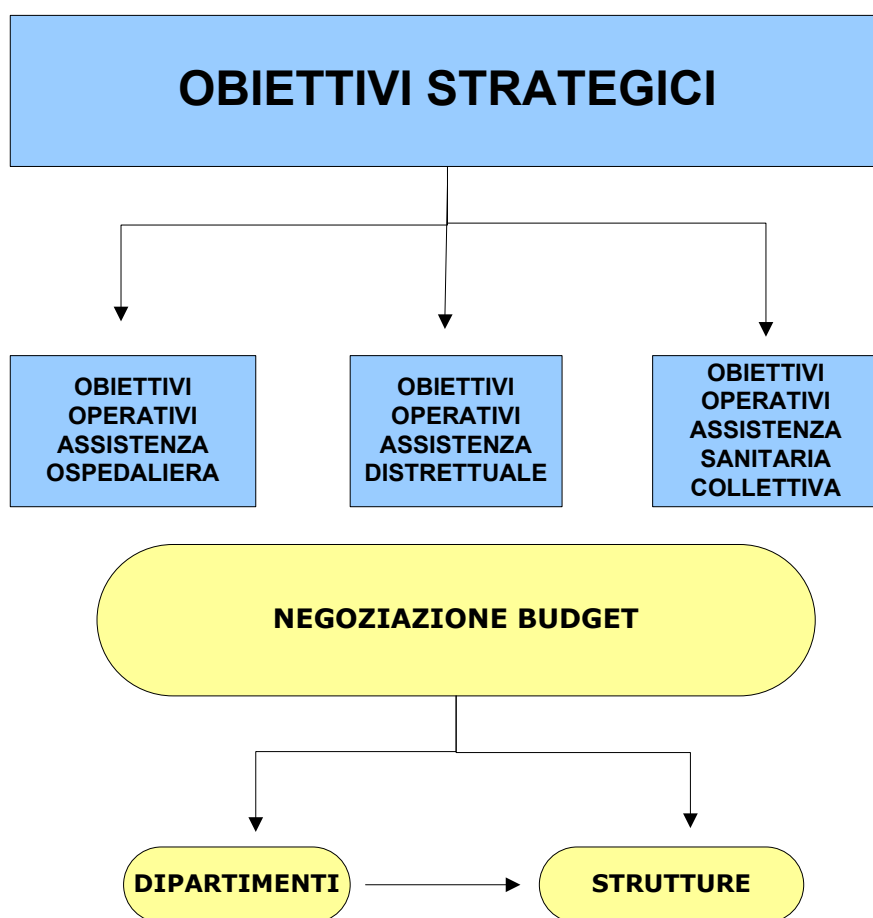 OBIETTIVI STRATEGICI
OBIETTIVI
OPERATIVI
ASSISTENZA
OSPEDALIERA
OBIETTIVI
OPERATIVI
ASSISTENZA
DISTRETTUALE
OBIETTIVI
OPERATIVI
ASSISTENZA
SANITARIA
COLLETTIVA
NEGOZIAZIONE BUDGET
DIPARTIMENTI
STRUTTURE